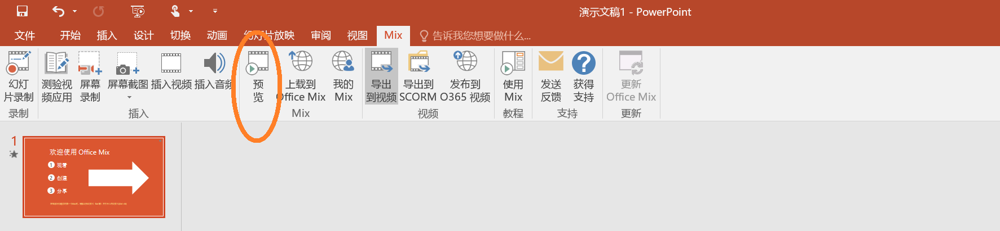 演示文稿1 - PowerPoint
文件 开始 插入 设计 切换 动画 幻灯片放映 审阅 视图 Mix 告诉我您想要做什么...
幻灯
片录制
测验视
频应用
屏幕
录制
屏幕截图
插入视频
插入音频
预
览
上载到
Office Mix
我的
Mix
导出
到视频
导出到
SCORM
发布到
O365 视频
使用
Mix
发送
反馈
获得
支持
更新
Office Mix
录制 插入 Mix 视频 教程 支持 更新
1
欢迎使用 Office Mix
1 观看
2 创建
3 分享